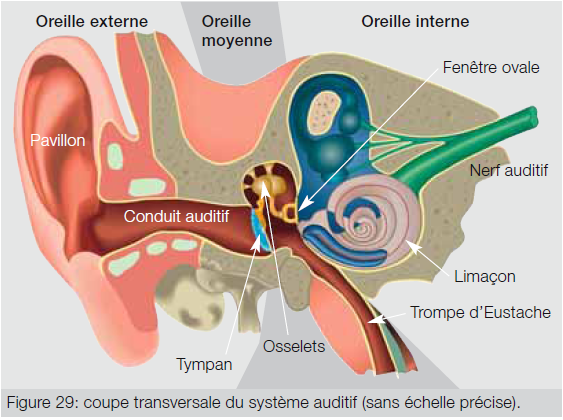 Oreille externe
Oreille
moyenne
Oreille interne
Fenêtre ovale
Pavillon
Nerf auditif
Conduit auditif
Limaçon
Trompe d'Eustache
Osselets
Tympan
Figure 29: coupe transversale du système auditif (sans échelle précise).